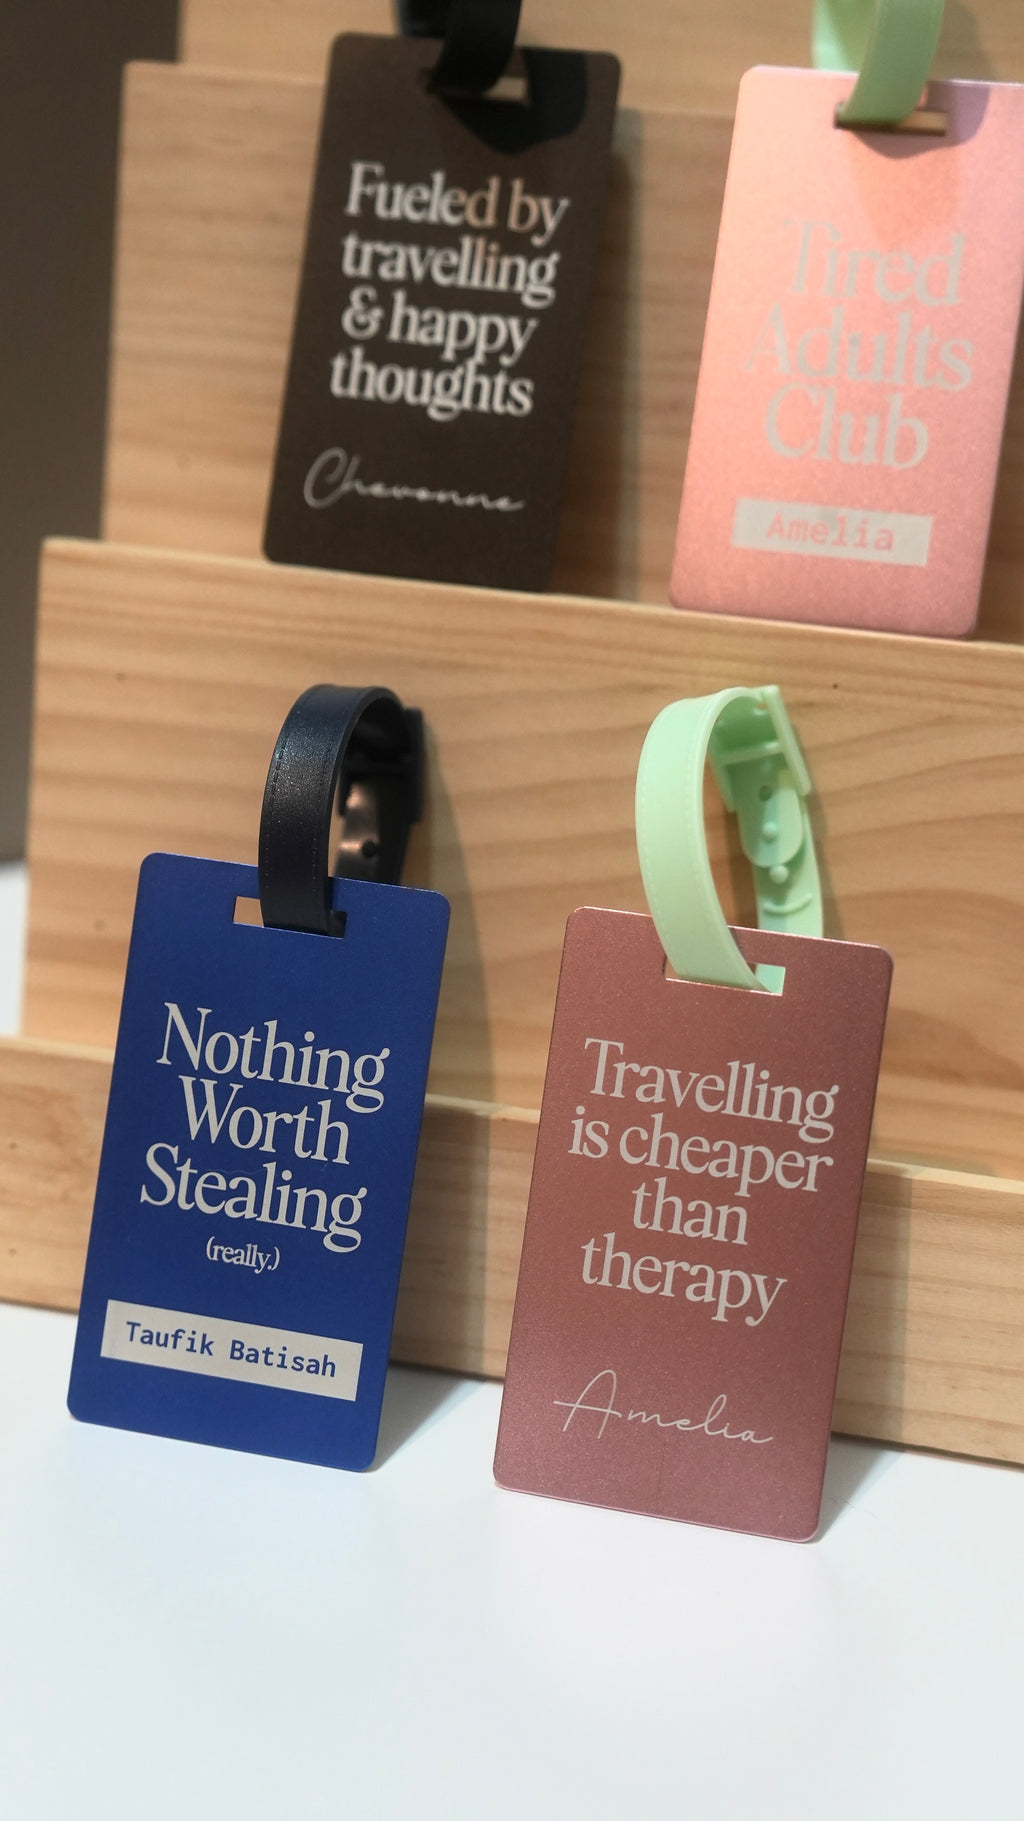 Fueled by
travelling
& happy
thoughts
Chevonne
Tired
Adults
Club
Amelia
Nothing
Worth
Stealing
(really.)
Taufik Batisah
Travelling
is cheaper
than
therapy
Amelia